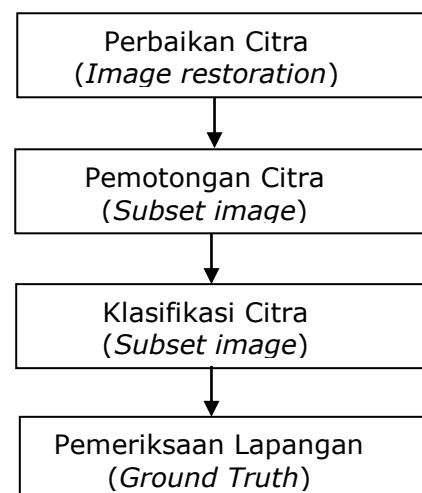 Perbaikan Citra
(Image restoration)
Pemotongan Citra
(Subset image)
Klasifikasi Citra
(Subset image)
Pemeriksaan Lapangan
(Ground Truth)